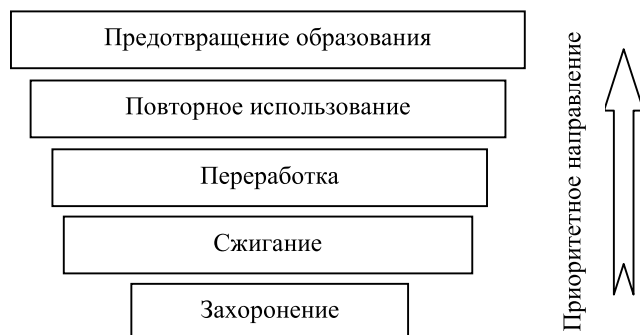 Предотвращение образования
Повторное использование
Переработка
Сжигание
Захоронение
Приоритетное направление